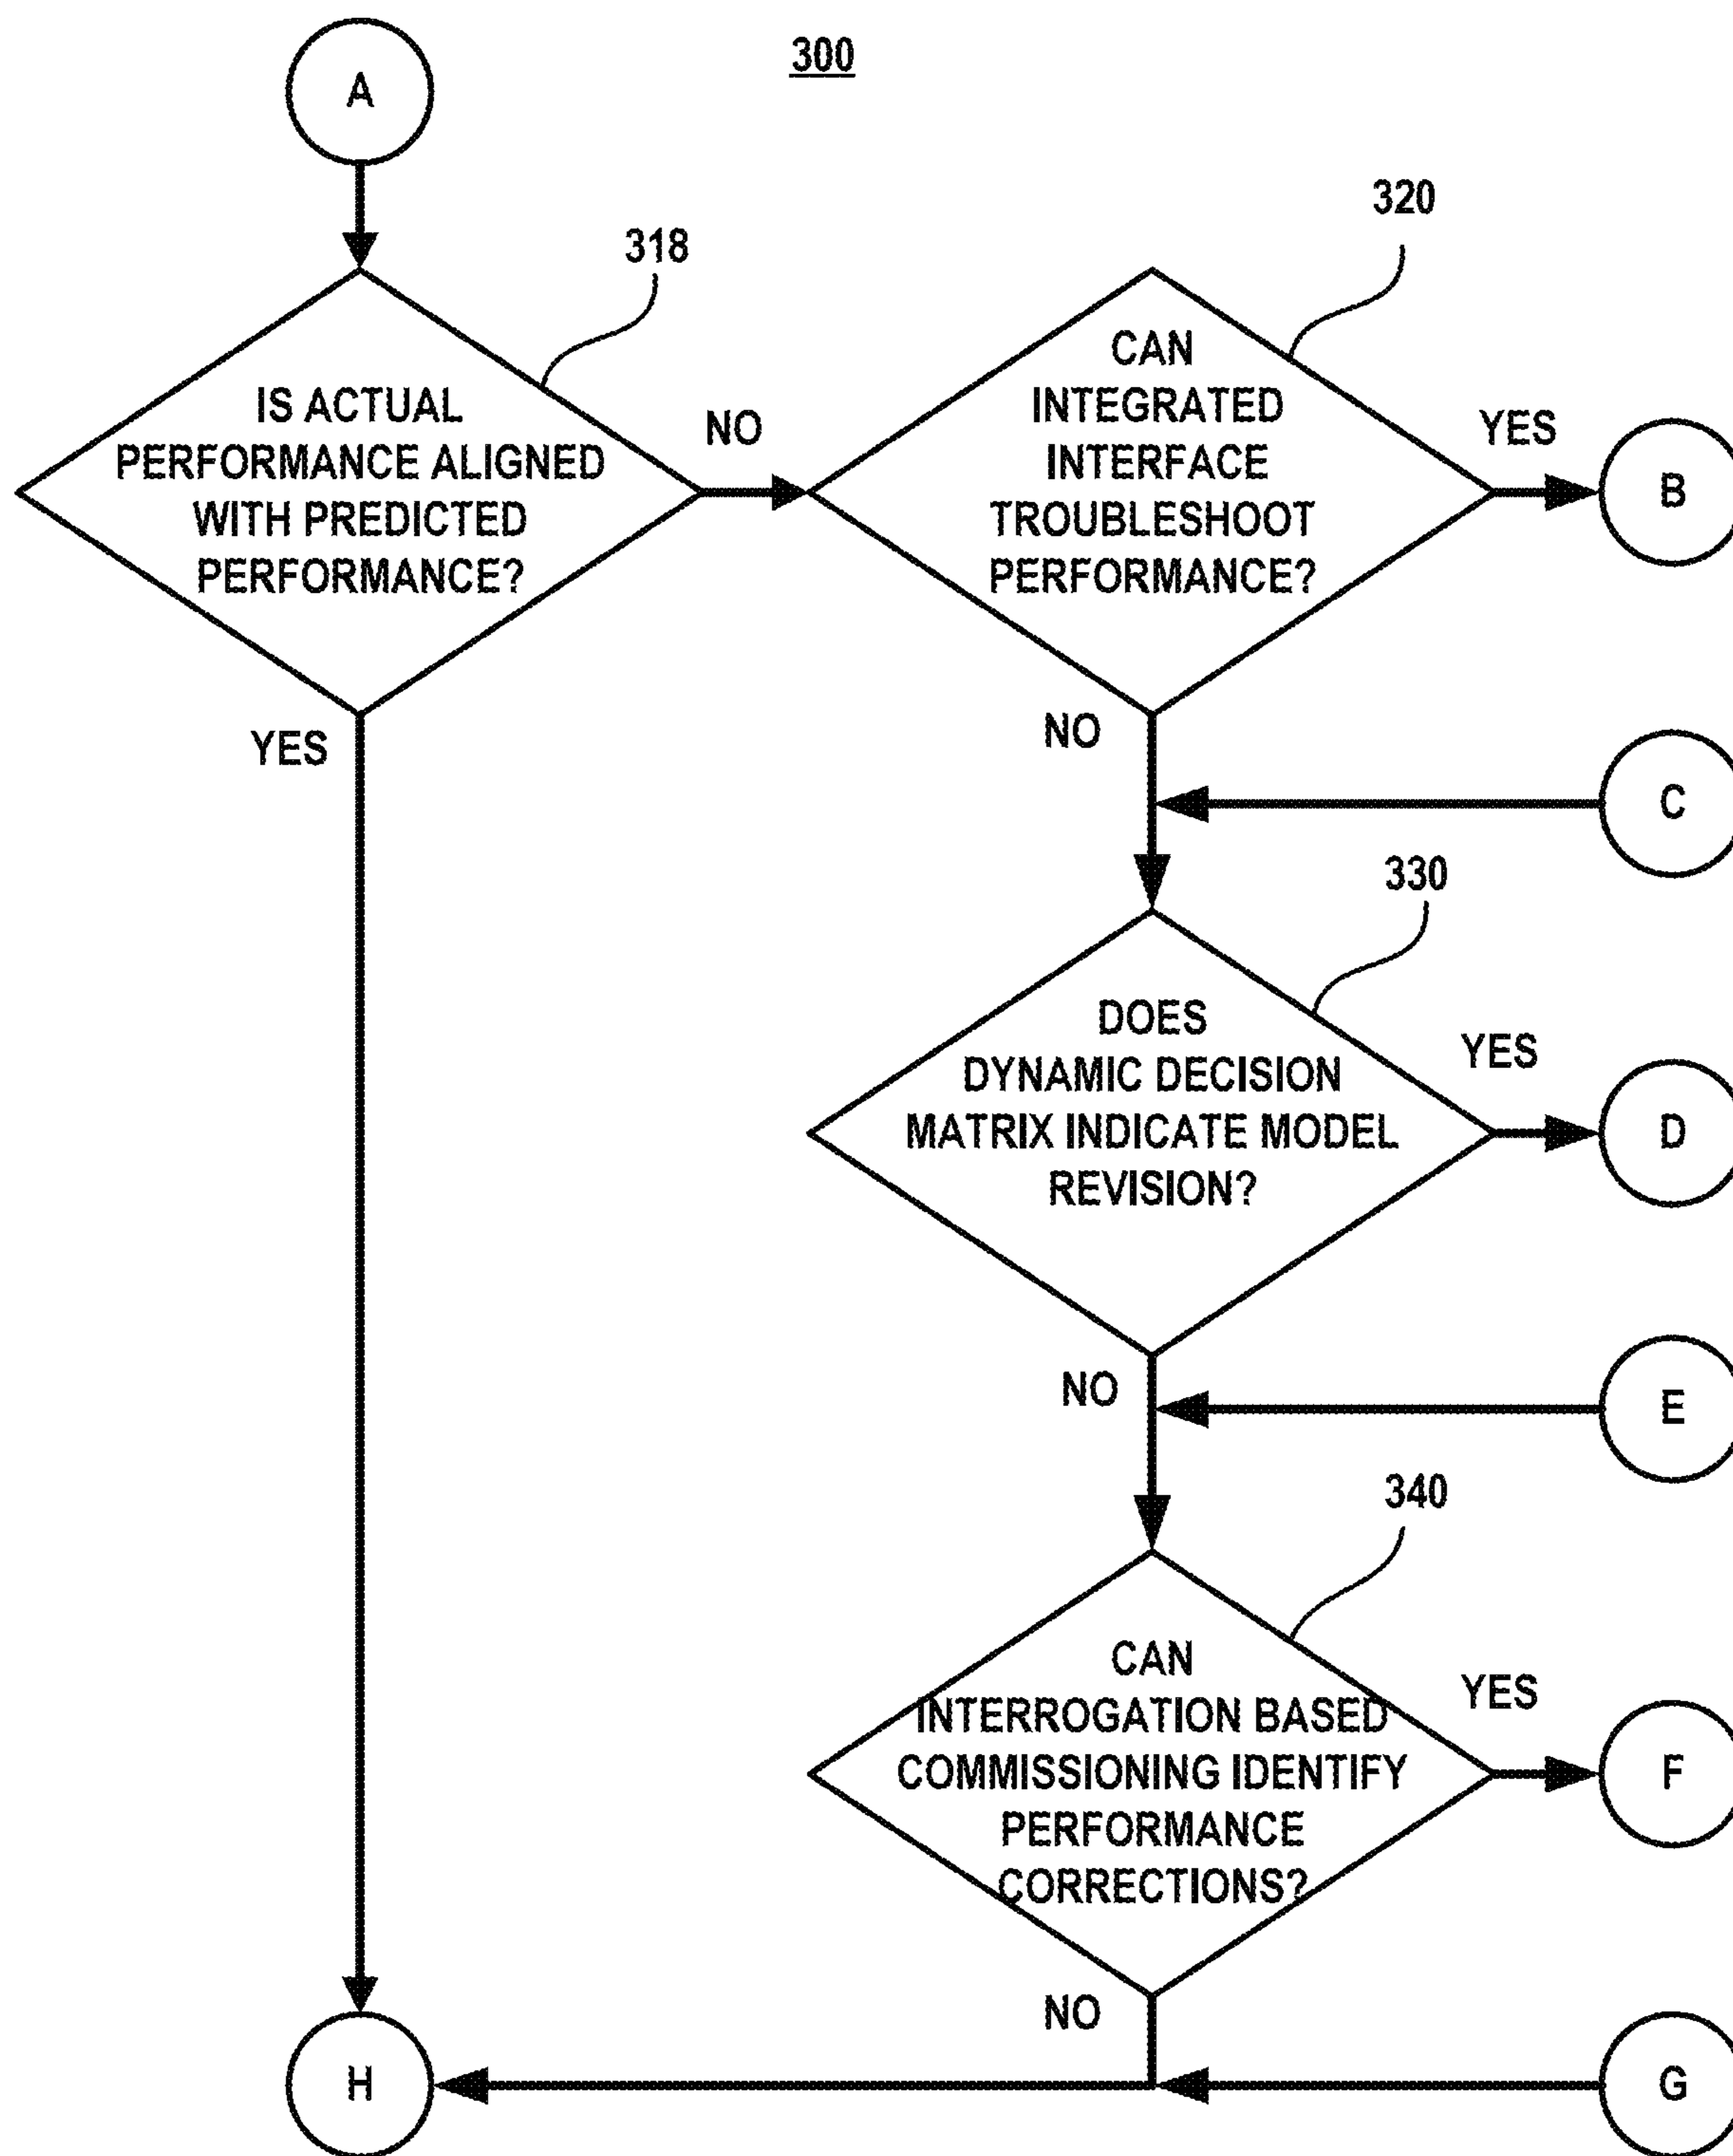 300
A
318
IS ACTUAL
PERFORMANCE ALIGNED
WITH PREDICTED
PERFORMANCE?
NO
YES
320
CAN
INTEGRATED
INTERFACE
TROUBLESHOOT
PERFORMANCE?
YES
B
NO
C
330
DOES
DYNAMIC DECISION
MATRIX INDICATE MODEL
REVISION?
YES
D
NO
E
340
CAN
INTERROGATION BASED
COMMISSIONING IDENTIFY
PERFORMANCE
CORRECTIONS?
YES
F
NO
H
G